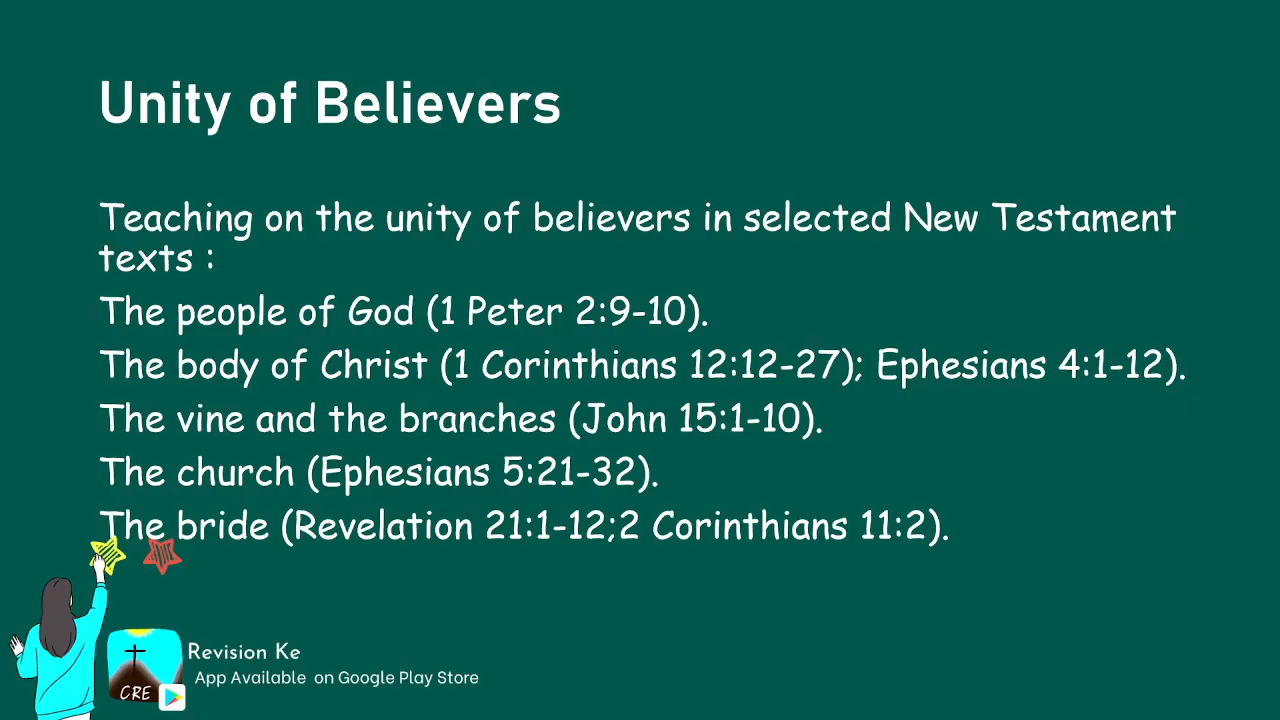 Unity of Believers
Teaching on the unity of believers in selected New Testament
texts :
The people of God (1 Peter 2:9-10).
The body of Christ (1 Corinthians 12:12-27); Ephesians 4:1-12).
The vine and the branches (John 15:1-10).
The church (Ephesians 5:21-32).
The bride (Revelation 21:1-12;2 Corinthians 11:2).
Revision Ke
App Available on Google Play Store
CRE